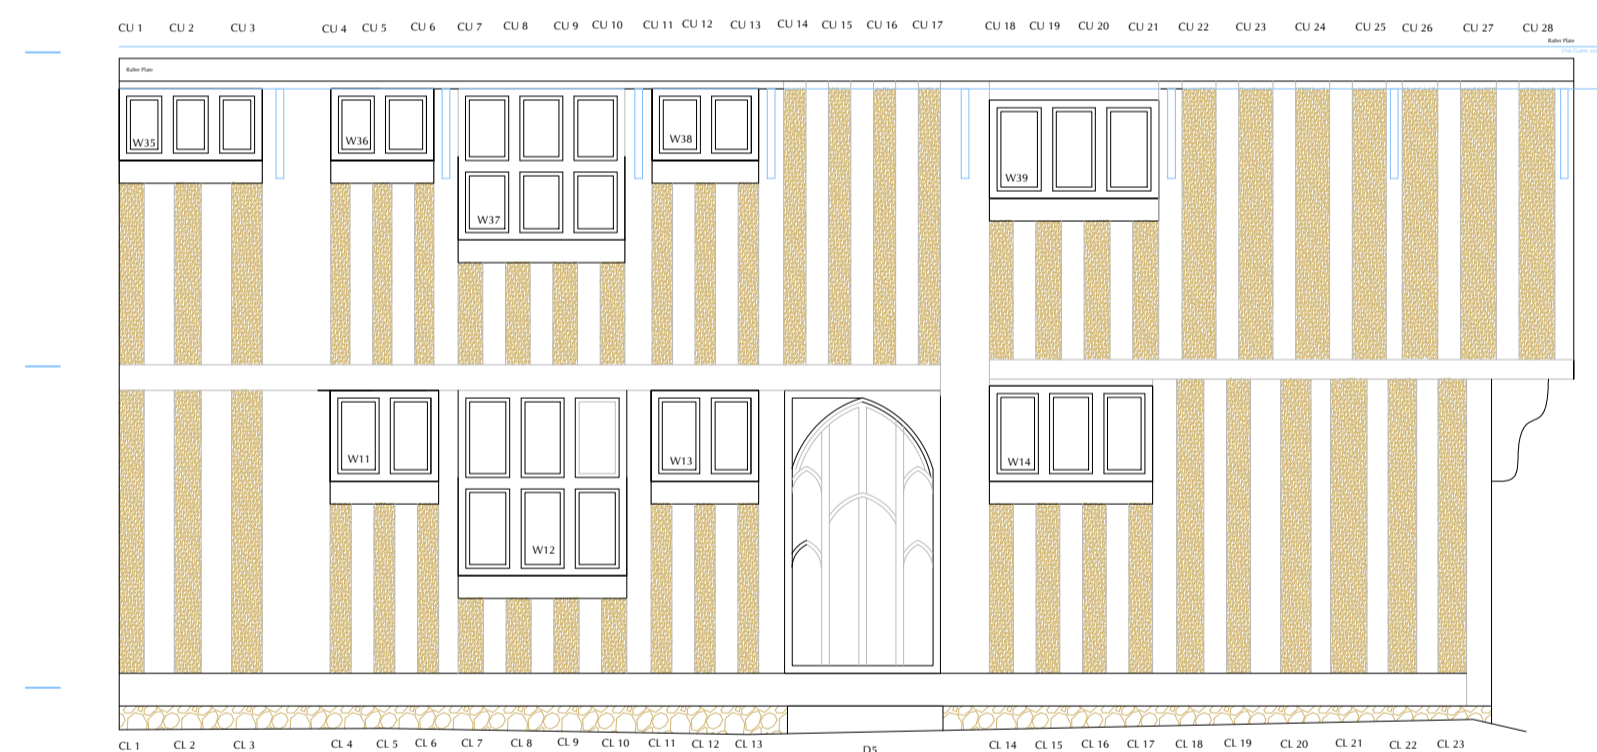 CU 1 CU 2 CU 3 CU 4 CU 5 CU 6 CU 7 CU 8 CU 9 CU 10 CU 11 CU 12 CU 13 CU 14 CU 15 CU 16 CU 17 CU 18 CU 19 CU 20 CU 21 CU 22 CU 23 CU 24 CU 25 CU 26 CU 27 CU 28
Rafter Plate
Oak Gutter
Rafter Plate
W35 W36 W38
W39
W37
W11 W13 W14
W12
CL 1 CL 2 CL 3 CL 4 CL 5 CL 6 CL 7 CL 8 CL 9 CL 10 CL 11 CL 12 CL 13 D5 CL 14 CL 15 CL 16 CL 17 CL 18 CL 19 CL 20 CL 21 CL 22 CL 23